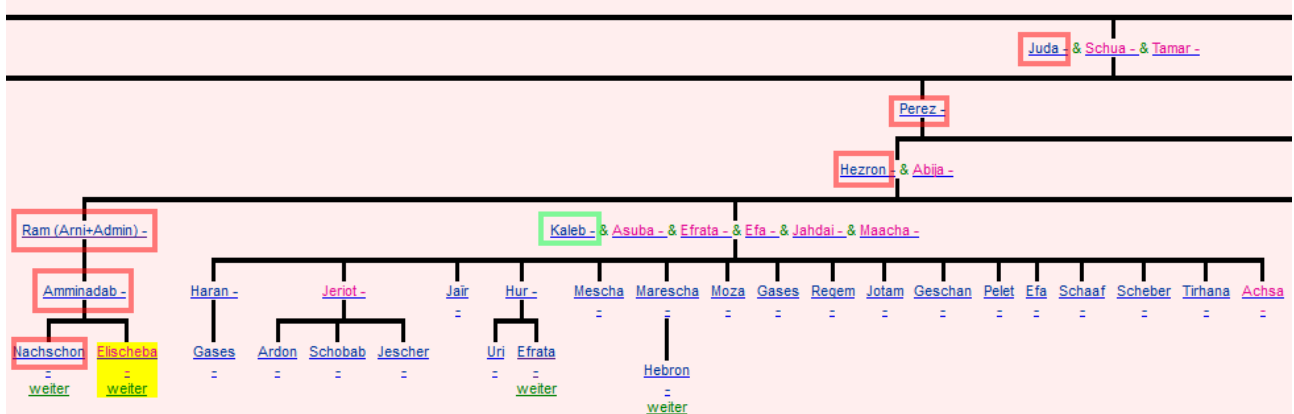 Juda - & Schua - & Tamar -
Perez -
Hezron - & Abija -
Ram (Arni+Admin) - Kaleb - & Asuba - & Efrata - & Efa - & Jahdai - & Maacha -
Amminadab - Haran - Jeriot - Jair - Hur - Mescha - Marescha - Moza - Gases - Regem - Jotam - Geschan - Pelet - Efa - Schaaf - Scheber - Tirhana - Achsa -
Nachschon - Elischeba - Gases - Ardon - Schobab - Jescher - Uri - Efrata -
weiter weiter weiter
Hebron -
weiter